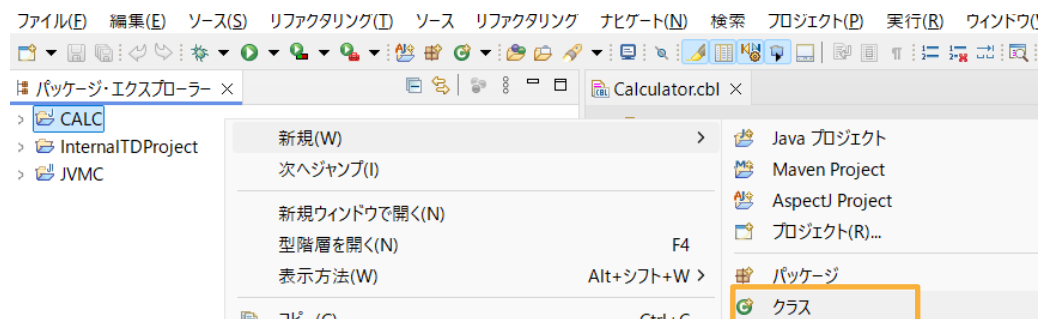 ファイル(F) 編集(E) ソース(S) リファクタリング(T) ソース リファクタリング ナビゲート(N) 検索 プロジェクト(P) 実行(R) ウィンドウ(
パッケージ・エクスプローラー ×
Calculator.cbl ×
CALC
InternalTDProject
JVMC
新規(W)
次へジャンプ(I)
新規ウィンドウで開く(N)
型階層を開く(N) F4
表示方法(W) Alt+シフト+W
Java プロジェクト
Maven Project
AspectJ Project
プロジェクト(R)...
パッケージ
クラス